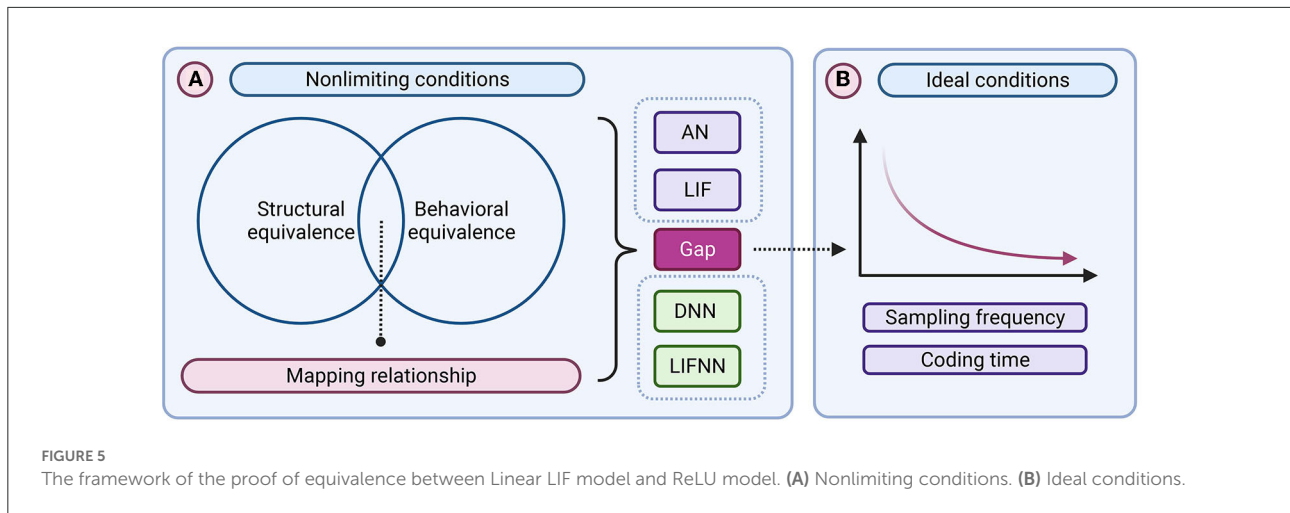 A
Nonlimiting conditions
Structural
equivalence
Behavioral
equivalence
Mapping relationship
AN
LIF
Gap
DNN
LIFNN
B
Ideal conditions
Sampling frequency
Coding time
FIGURE 5
The framework of the proof of equivalence between Linear LIF model and ReLU model. (A) Nonlimiting conditions. (B) Ideal conditions.